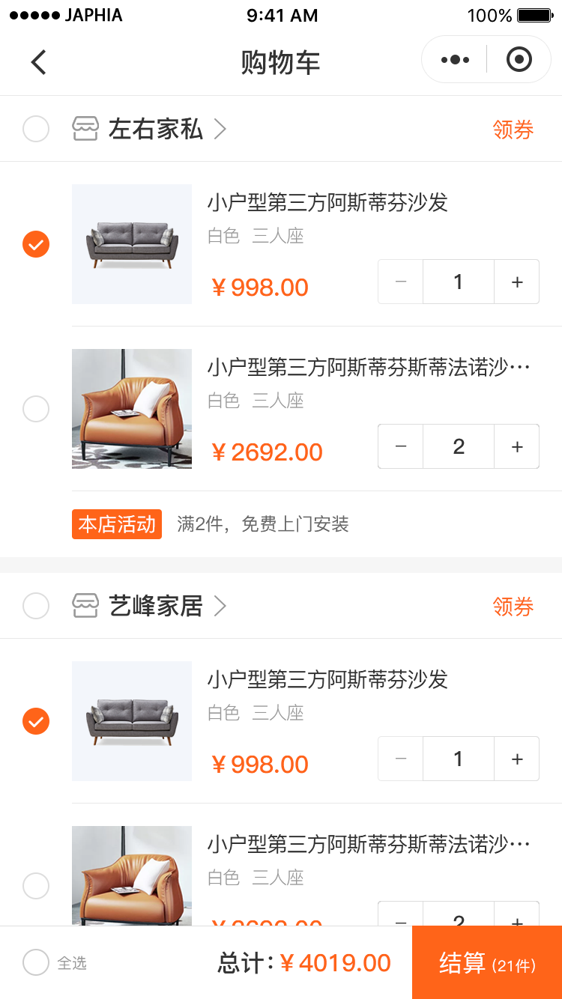 ●●●●● JAPHIA 9:41 AM 100%
购物车
左右家私 领券
小户型第三方阿斯蒂芬沙发
白色 三人座
¥998.00 － 1 +
小户型第三方阿斯蒂芬斯蒂法诺沙…
白色 三人座
¥2692.00 － 2 +
本店活动 满2件，免费上门安装
艺峰家居 领券
小户型第三方阿斯蒂芬沙发
白色 三人座
¥998.00 － 1 +
小户型第三方阿斯蒂芬斯蒂法诺沙…
白色 三人座
全选 总计：¥4019.00 结算 (21件)